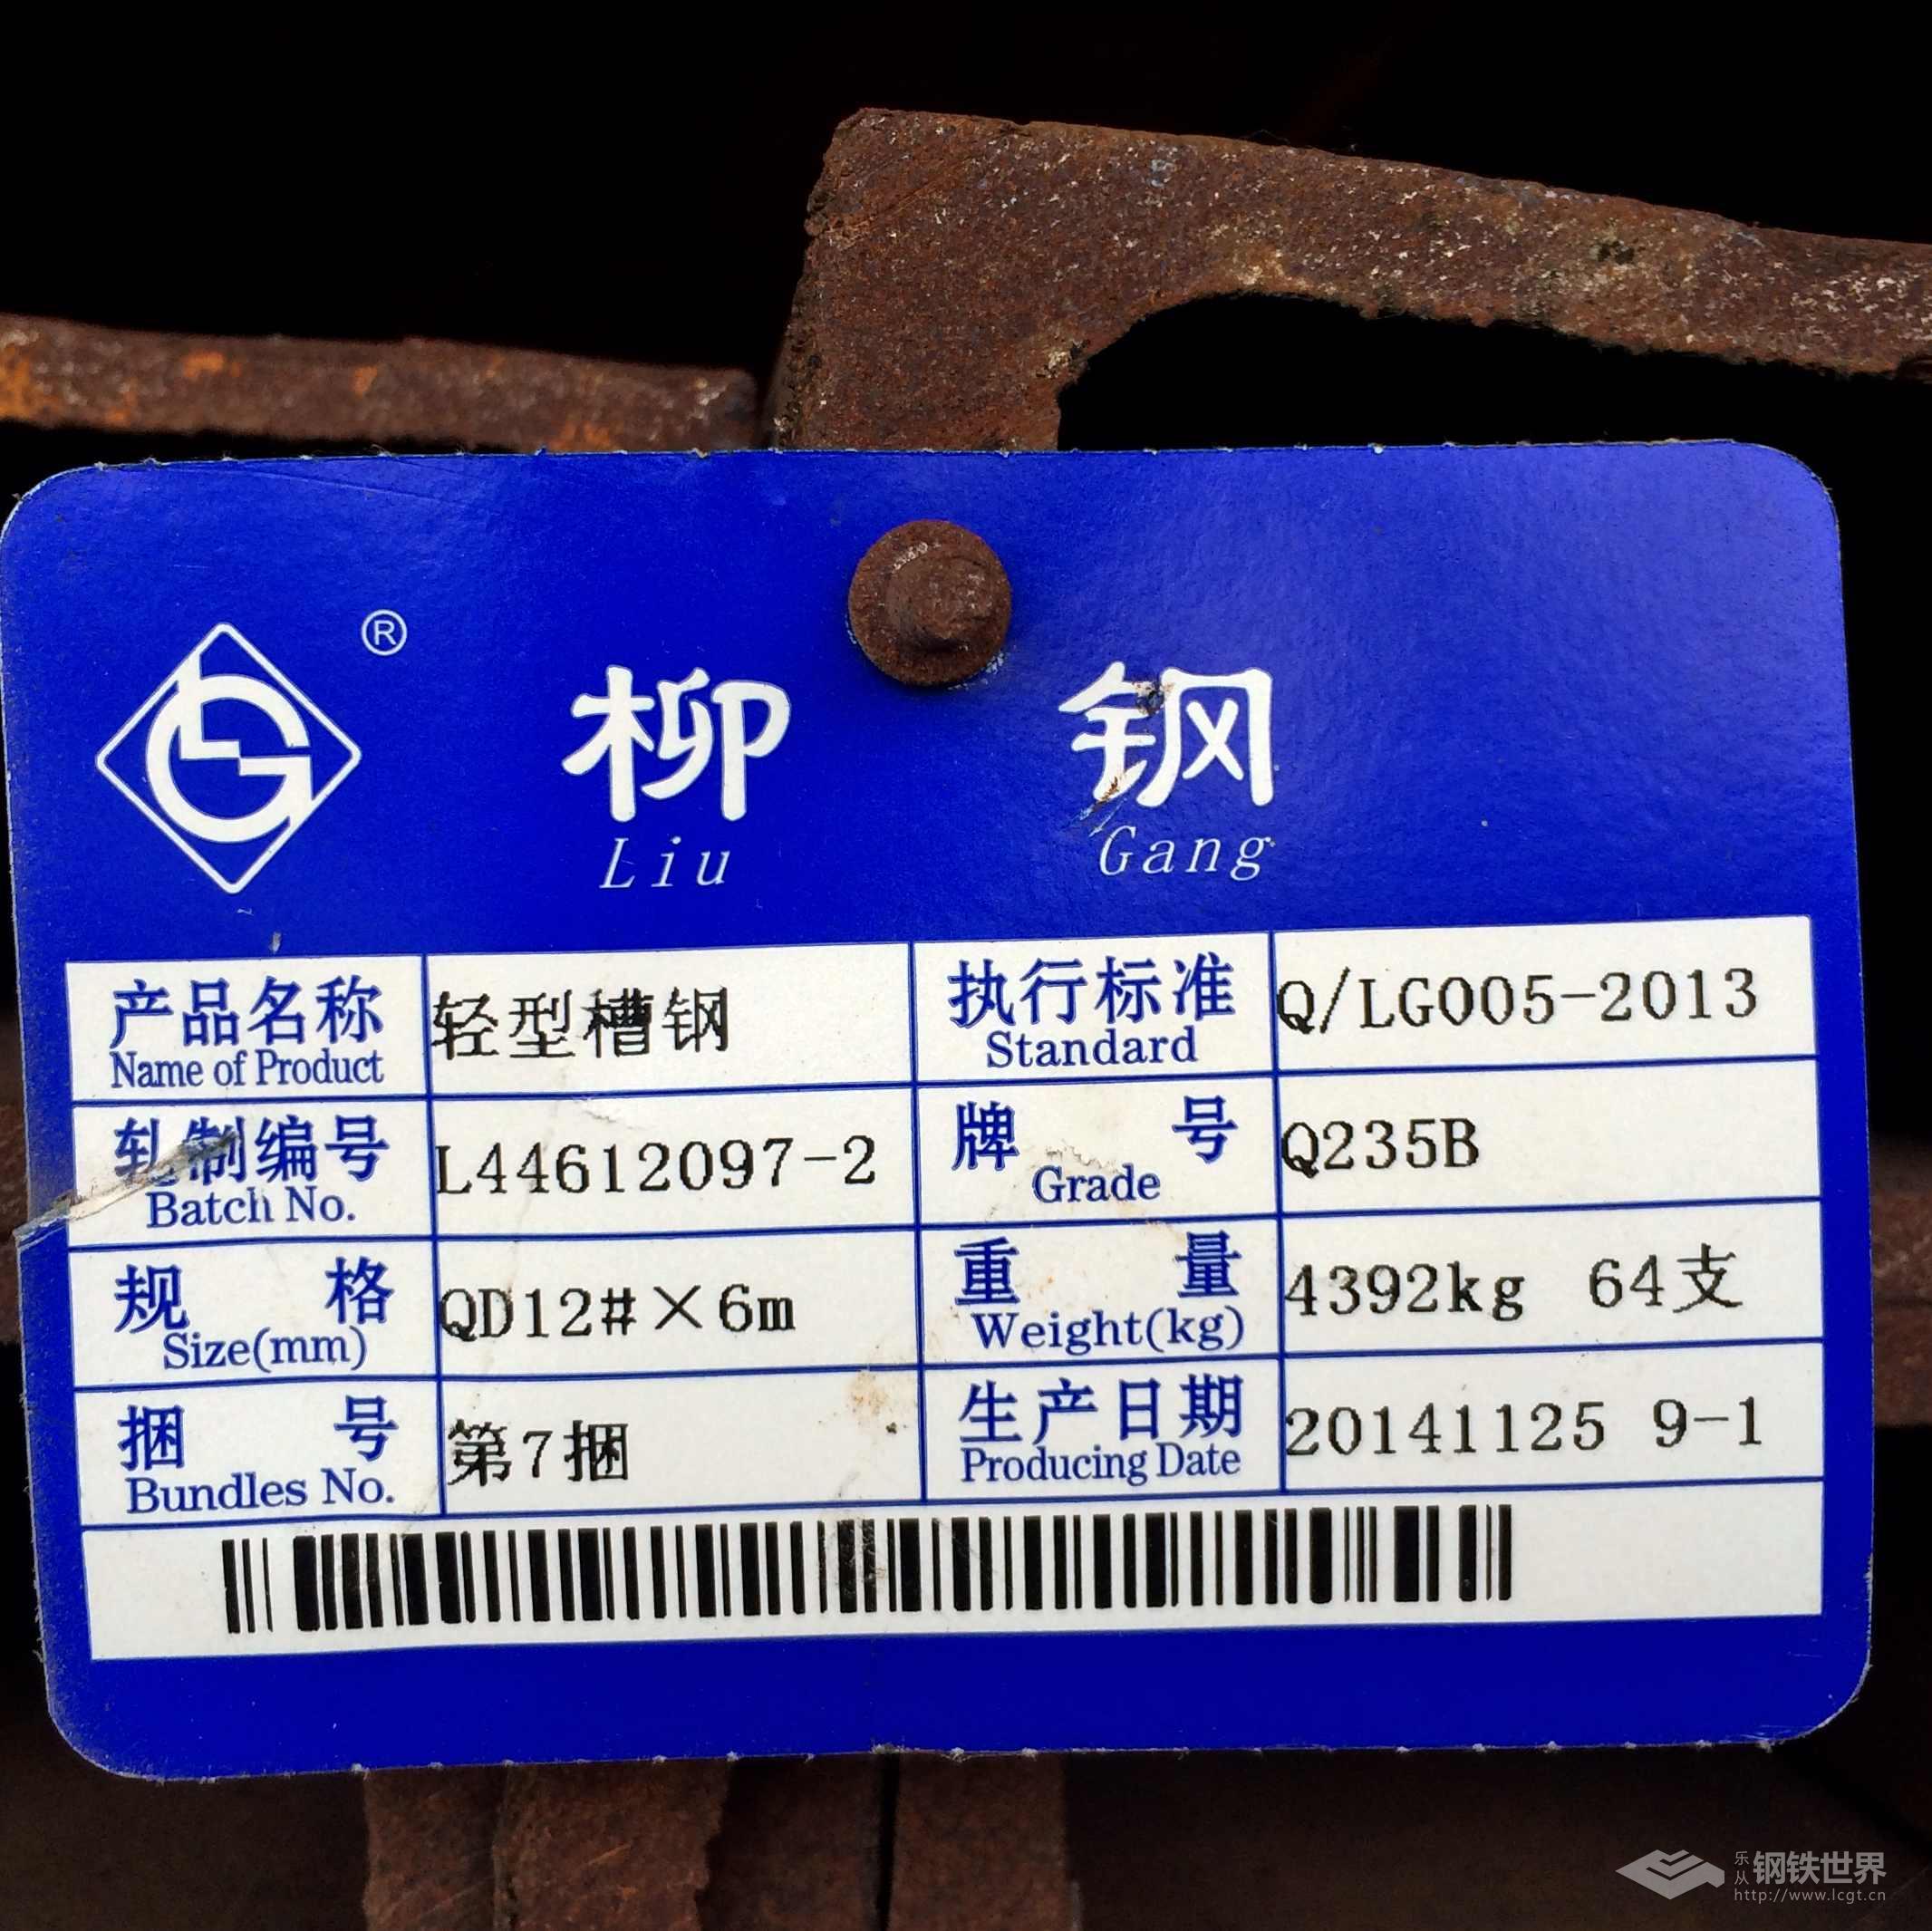 ®
柳 钢
Liu Gang
产品名称 轻型槽钢 执行标准 Q/LG005-2013
Name of Product Standard
轧制编号 L44612097-2 牌号 Q235B
Batch No. Grade
规格 QD12#×6m 重量 4392kg 64支
Size(mm) Weight(kg)
捆号 第7捆 生产日期 20141125 9-1
Bundles No. Producing Date
乐从钢铁世界
http://www.lcgt.cn